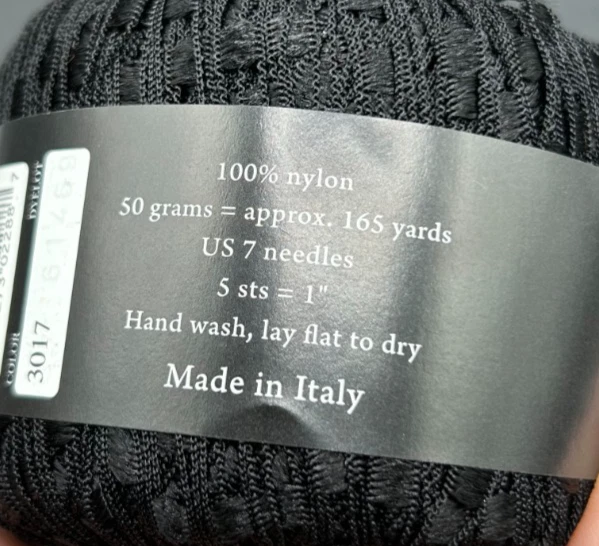 100% nylon
50 grams = approx. 165 yards
US 7 needles
5 sts = 1"
Hand wash, lay flat to dry
Made in Italy
COLOR
3017
DYELOT